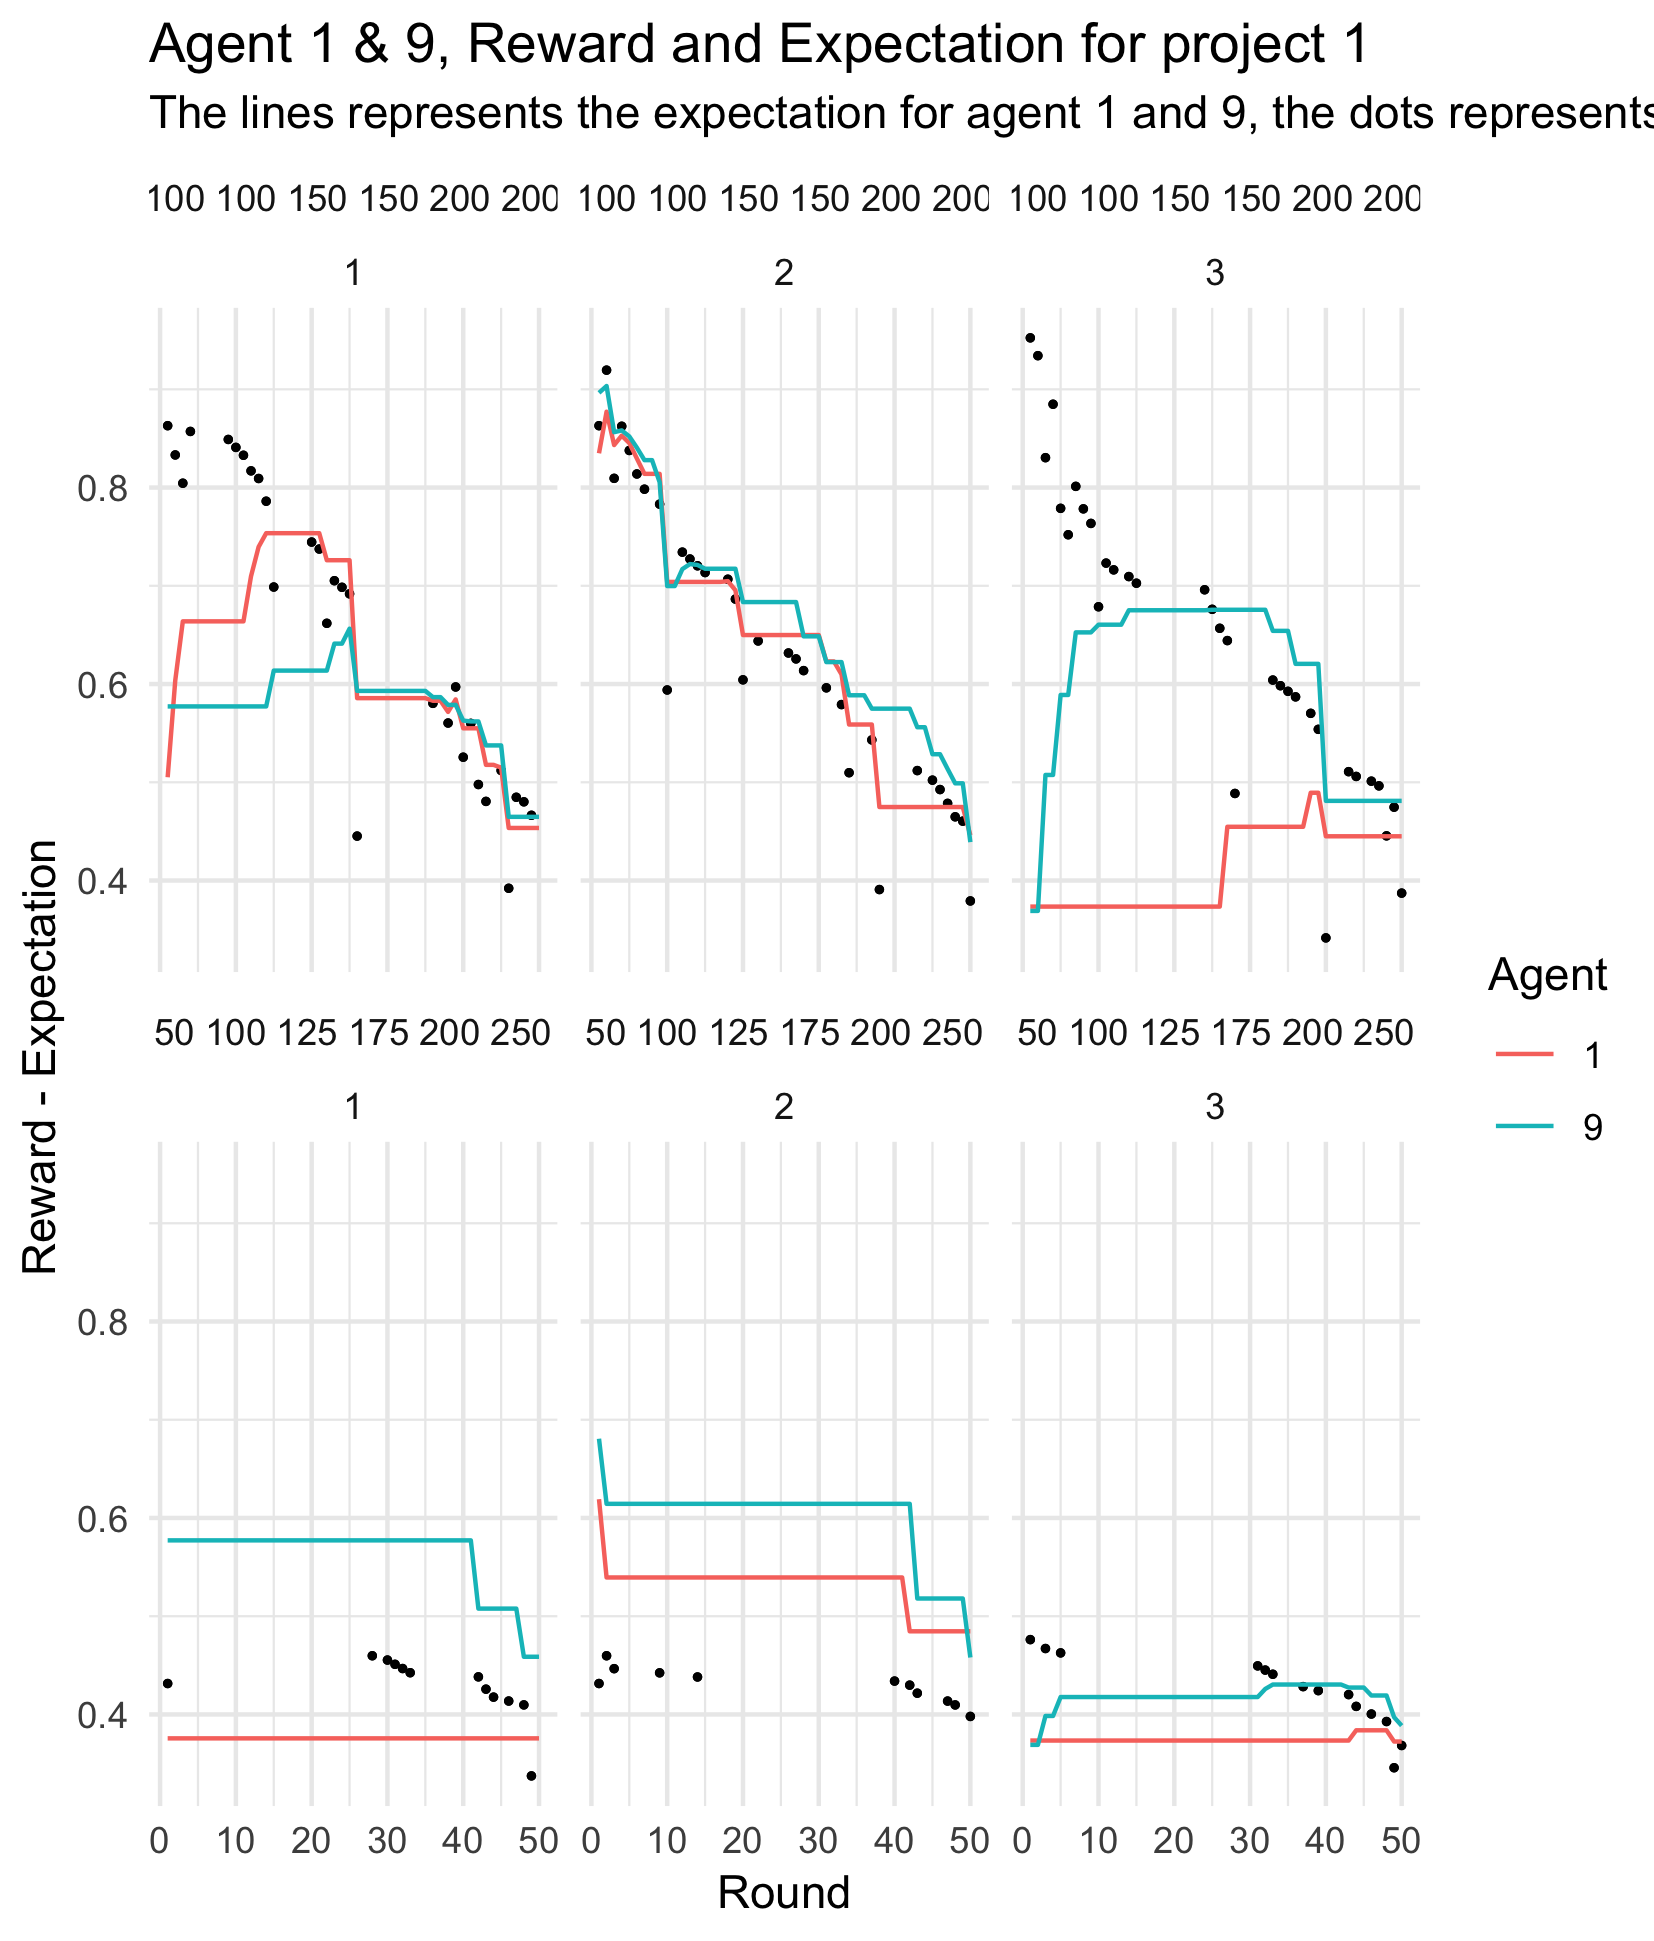 Agent 1 & 9, Reward and Expectation for project 1
The lines represents the expectation for agent 1 and 9, the dots represents
100 100 150 150 200 200
100 100 150 150 200 200
100 100 150 150 200 200
1
2
3
0.8
0.6
0.4
50 100 125 175 200 250
50 100 125 175 200 250
50 100 125 175 200 250
1
2
3
0.8
0.6
0.4
0 10 20 30 40 50
0 10 20 30 40 50
0 10 20 30 40 50
Round
Reward - Expectation
Agent
1
9